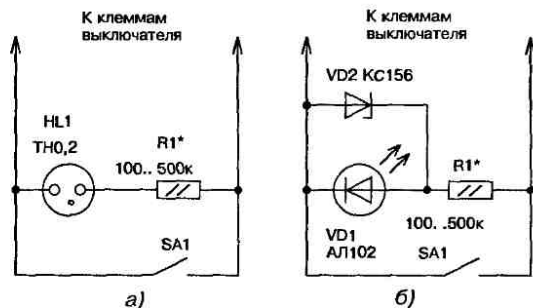 К клеммам
выключателя
HL1
ТН0,2
R1*
100.. 500к
SA1
а)
К клеммам
выключателя
VD2 КС156
R1*
100. .500к
VD1
АЛ102
SA1
б)